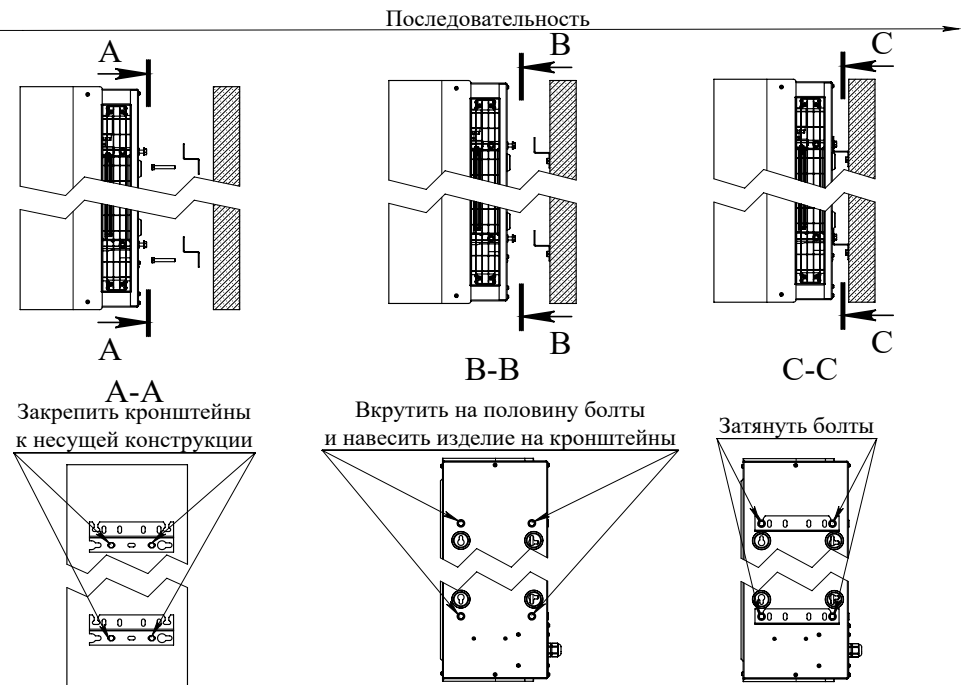 Последовательность
A
B
C
A
B
C
A-A
B-B
C-C
Закрепить кронштейны
к несущей конструкции
Вкрутить на половину болты
и навесить изделие на кронштейны
Затянуть болты